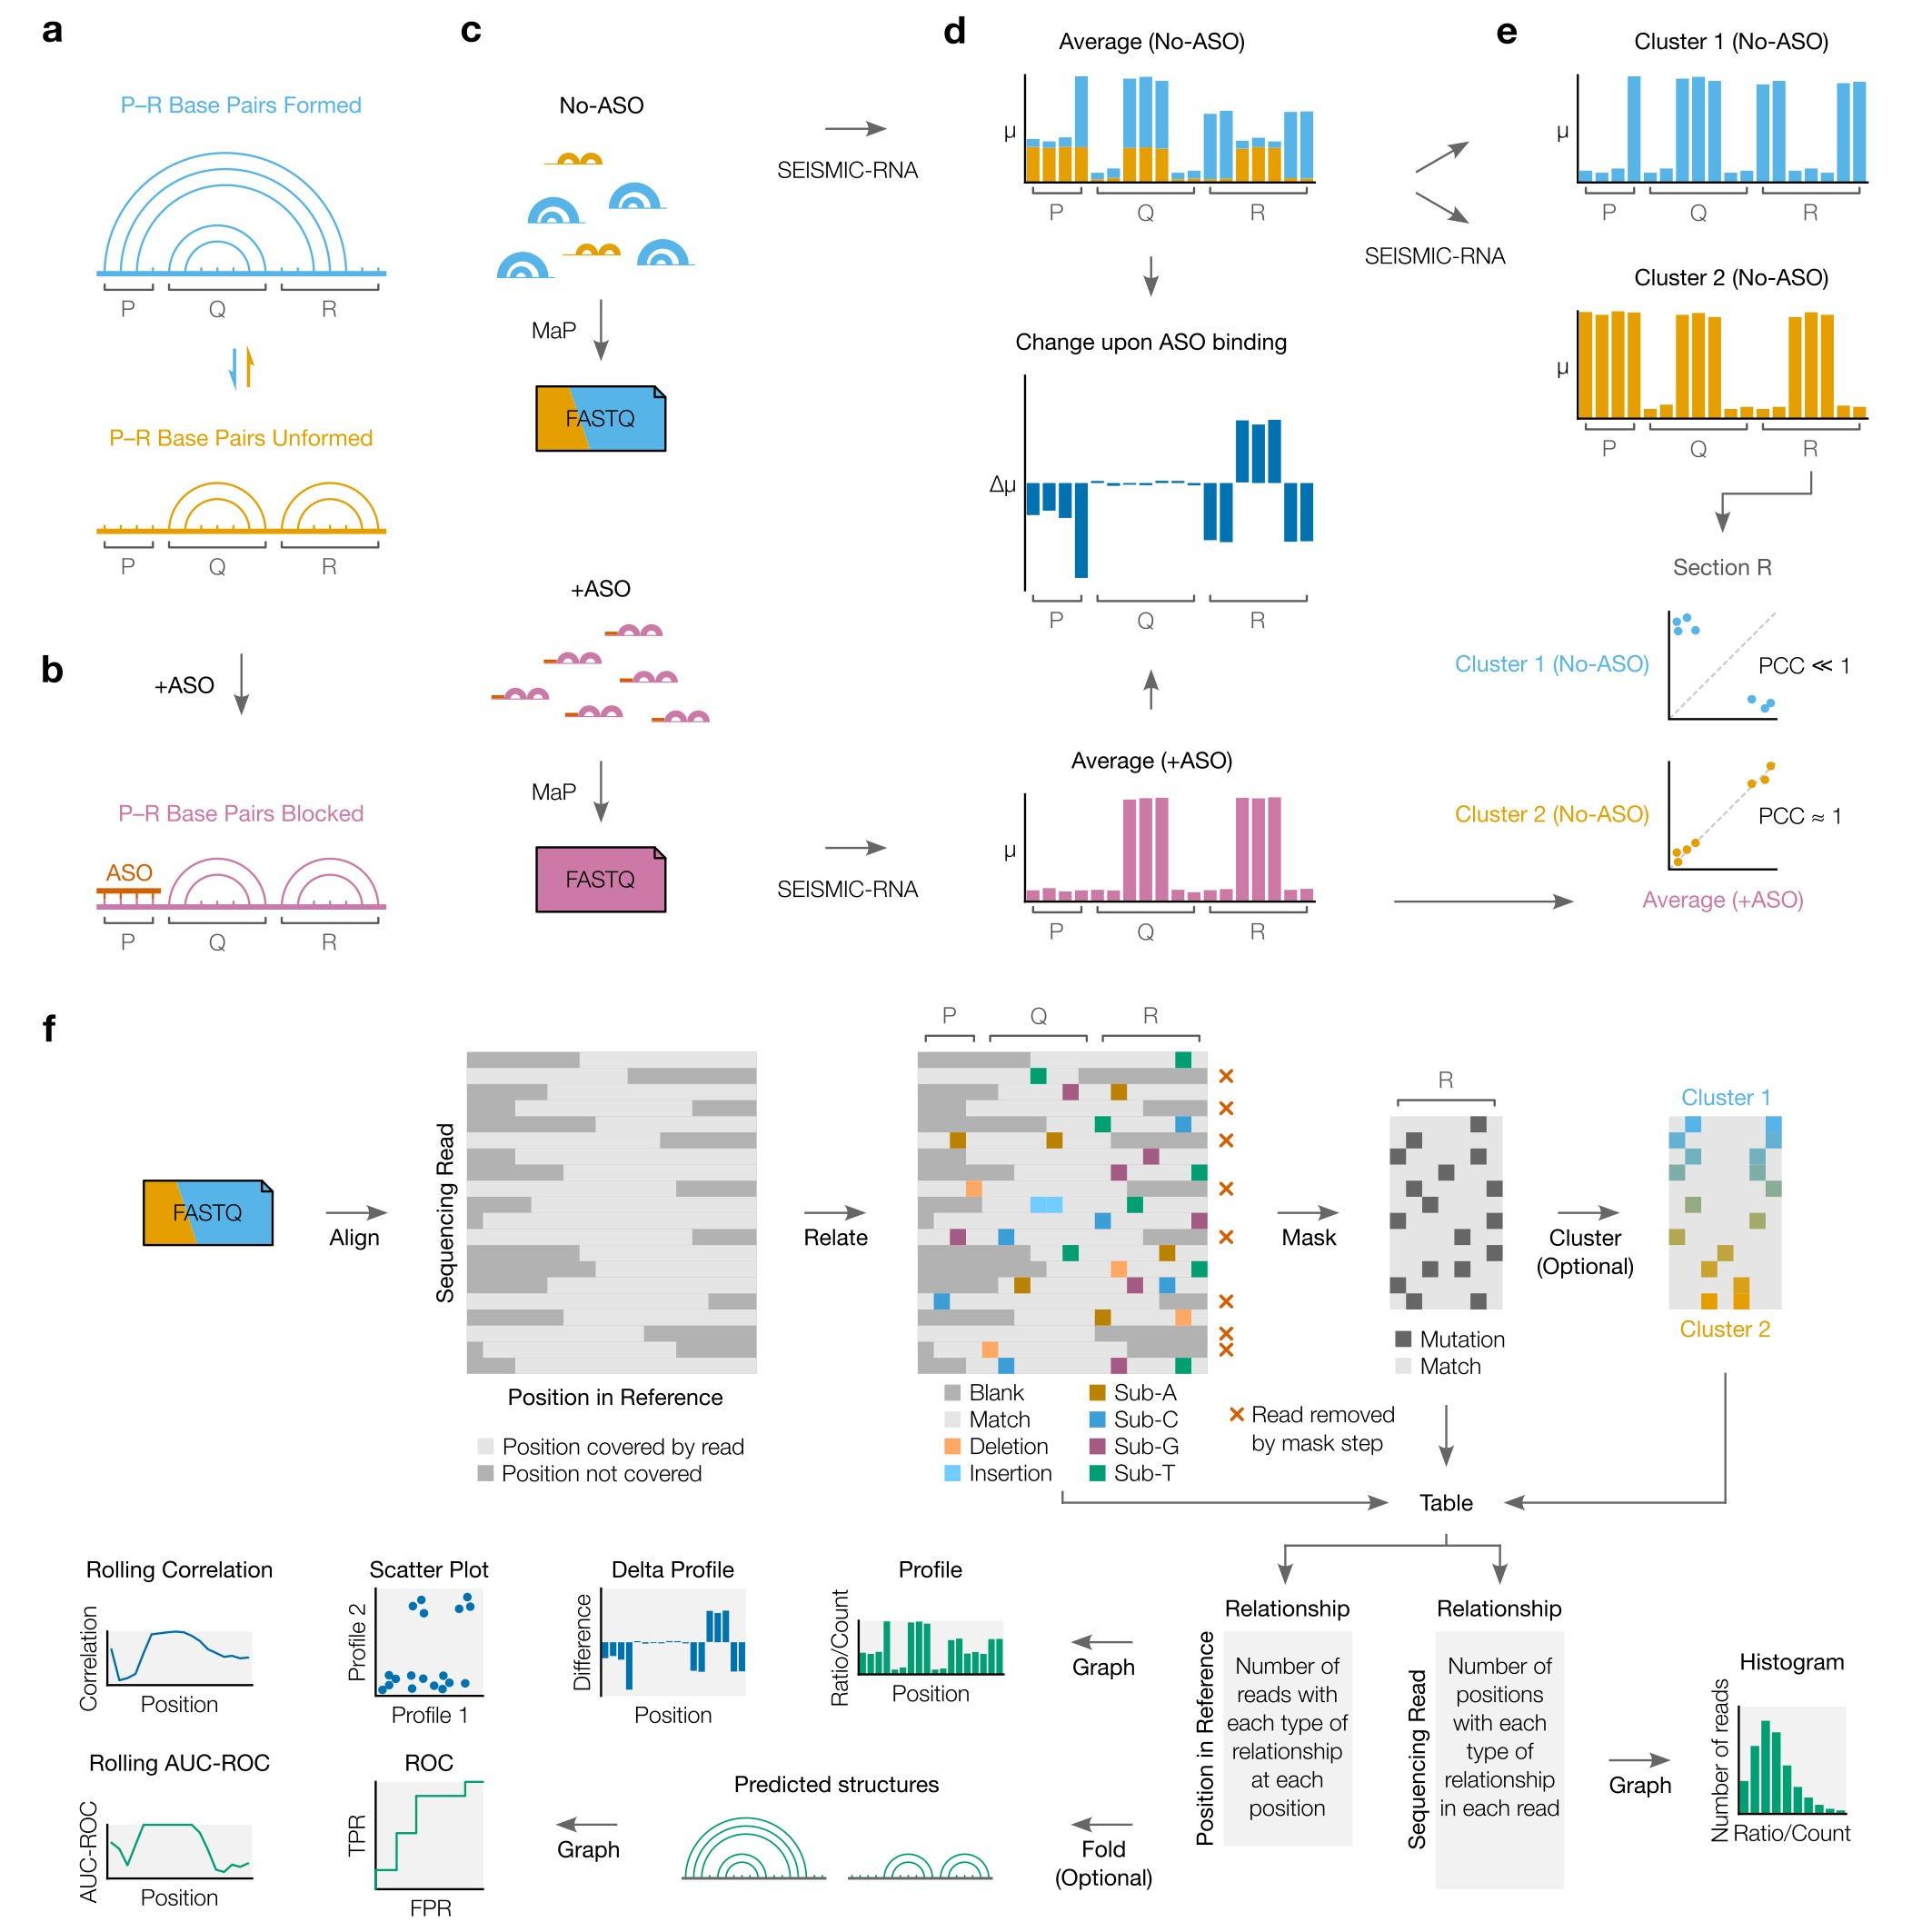 a
P–R Base Pairs Formed
P
Q
R
P–R Base Pairs Unformed
P
Q
R
b
+ASO
P–R Base Pairs Blocked
ASO
P
Q
R
c
No-ASO
SEISMIC-RNA
MaP
FASTQ
+ASO
MaP
FASTQ
SEISMIC-RNA
d
Average (No-ASO)
μ
P
Q
R
SEISMIC-RNA
Change upon ASO binding
Δμ
P
Q
R
Average (+ASO)
μ
P
Q
R
e
Cluster 1 (No-ASO)
μ
P
Q
R
Cluster 2 (No-ASO)
μ
P
Q
R
Section R
Cluster 1 (No-ASO)
PCC ≪ 1
Cluster 2 (No-ASO)
PCC ≈ 1
Average (+ASO)
f
FASTQ
Align
Sequencing Read
Position in Reference
Position covered by read
Position not covered
Relate
P
Q
R
Blank
Match
Deletion
Insertion
Sub-A
Sub-C
Sub-G
Sub-T
Read removed
by mask step
Mask
R
Mutation
Match
Cluster
(Optional)
Cluster 1
Cluster 2
Table
Relationship
Position in Reference
Number of
reads with
each type of
relationship
at each
position
Relationship
Sequencing Read
Number of
positions
with each
type of
relationship
in each read
Graph
Histogram
Number of reads
Ratio/Count
Graph
Profile
Ratio/Count
Position
Delta Profile
Difference
Position
Scatter Plot
Profile 2
Profile 1
Rolling Correlation
Correlation
Position
Fold
(Optional)
Predicted structures
Graph
ROC
TPR
FPR
Rolling AUC-ROC
AUC-ROC
Position